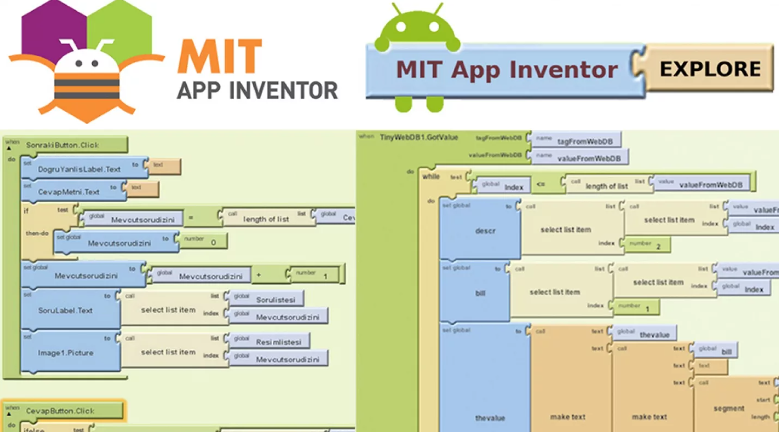 MIT
APP INVENTOR
MIT App Inventor EXPLORE
when SonrakiButton.Click
do set DogruYanlisLabel.Text to text
set CevapMetni.Text to text
if test global Mevcutsorudizini = call length of list list global
then-do set global Mevcutsorudizini to number 0
set global Mevcutsorudizini to global Mevcutsorudizini + number 1
set SoruLabel.Text to call select list item list global Sorulistesi
index global Mevcutsorudizini
set Image1.Picture to call select list item list global Resimlistesi
index global Mevcutsorudizini
when CevapButton.Click
do ifelse
when TinyWebDB1.GotValue tagFromWebDB name tagFromWebDB
valueFromWebDB name valueFromWebDB
do while test global Index <= call length of list list value valueFromWebDB
do set global descr to call select list item list call select list item list value valueF
index global Index
index number 2
set global bill to call select list item list call select list item list value valueFrom
index global Index
index number 1
set global thevalue to call make text text global thevalue
text call make text text global bill
text text
text call segment text
start
length